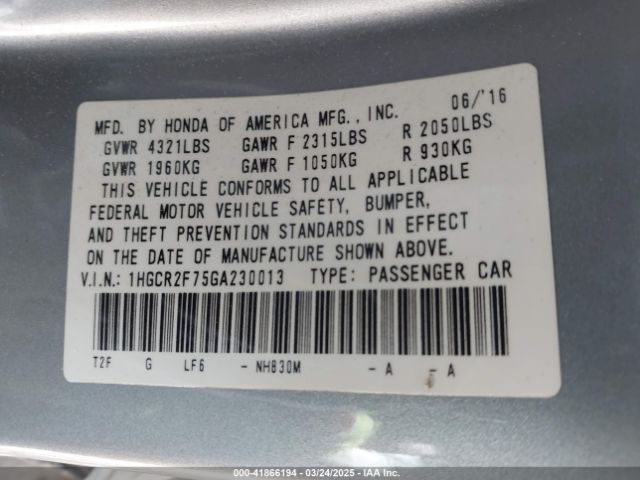 MFD. BY HONDA OF AMERICA MFG., INC. 06/'16
GVWR 4321LBS GAWR F 2315LBS R 2050LBS
GVWR 1960KG GAWR F 1050KG R 930KG
THIS VEHICLE CONFORMS TO ALL APPLICABLE
FEDERAL MOTOR VEHICLE SAFETY, BUMPER,
AND THEFT PREVENTION STANDARDS IN EFFECT
ON THE DATE OF MANUFACTURE SHOWN ABOVE.
V.I.N.: 1HGCR2F75GA230013 TYPE: PASSENGER CAR
T2F G LF6 - NH830M - A - A
000-41866194 - 03/24/2025 - IAA Inc.